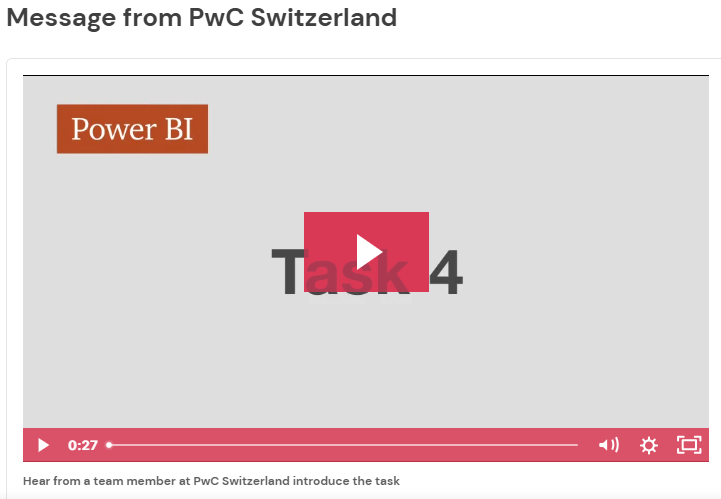 Message from PwC Switzerland
Power BI
Task 4
0:27
Hear from a team member at PwC Switzerland introduce the task